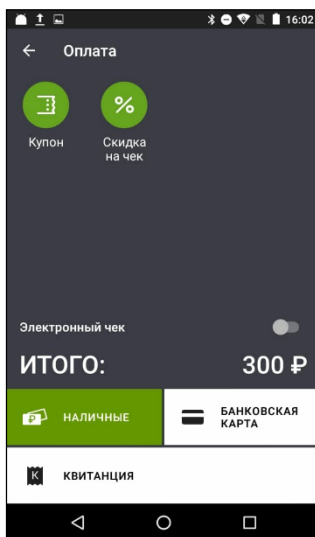 16:02
Оплата
Купон
Скидка
на чек
Электронный чек
ИТОГО: 300 ₽
НАЛИЧНЫЕ
БАНКОВСКАЯ
КАРТА
К КВИТАНЦИЯ